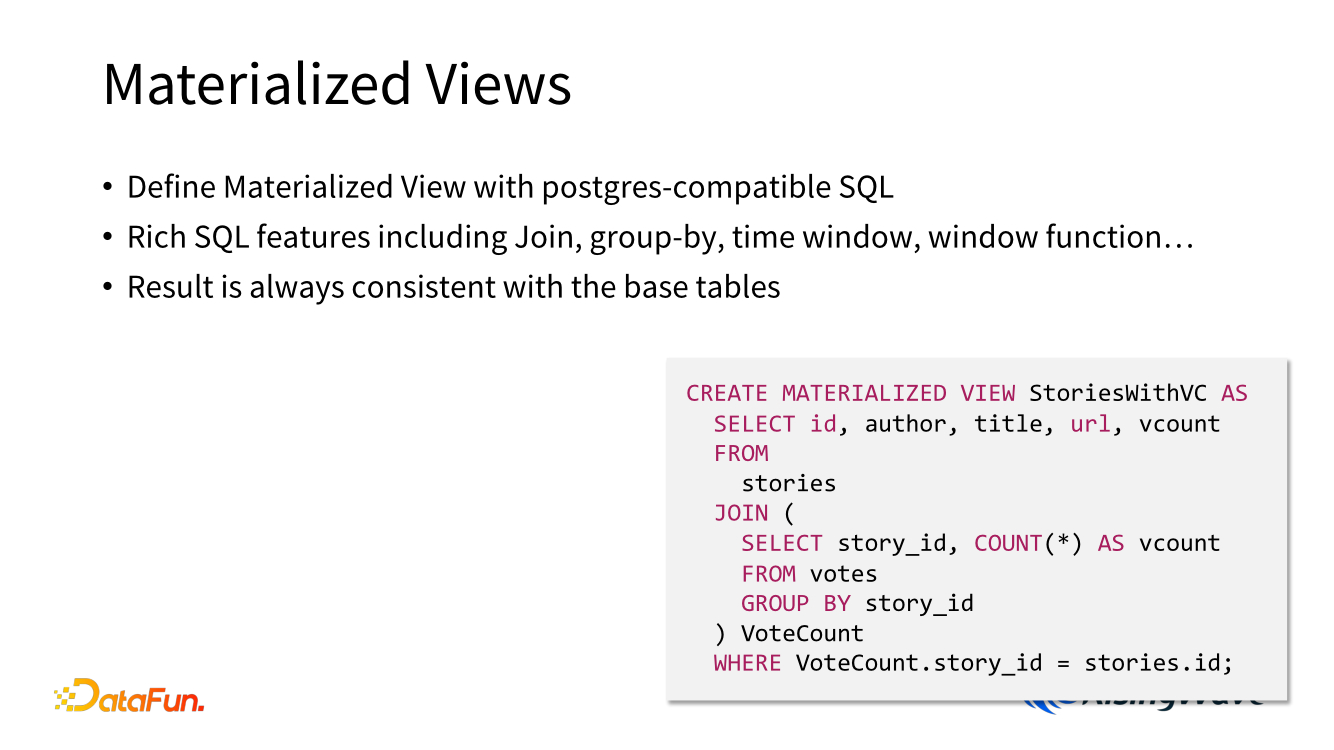 Materialized Views
• Define Materialized View with postgres-compatible SQL
• Rich SQL features including Join, group-by, time window, window function…
• Result is always consistent with the base tables
CREATE MATERIALIZED VIEW StoriesWithVC AS
  SELECT id, author, title, url, vcount
  FROM
    stories
  JOIN (
    SELECT story_id, COUNT(*) AS vcount
    FROM votes
    GROUP BY story_id
  ) VoteCount
  WHERE VoteCount.story_id = stories.id;
DataFun.
RisingWave